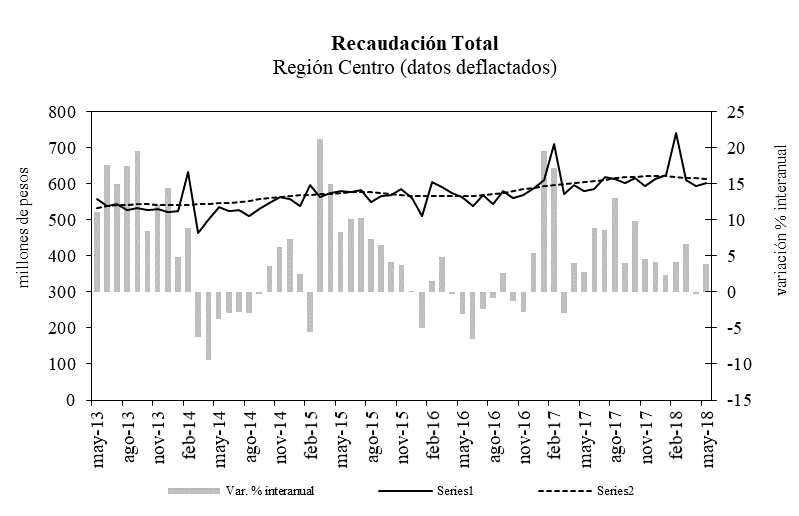 Recaudación Total
Región Centro (datos deflactados)
millones de pesos
800
700
600
500
400
300
200
100
0
25
20
15
10
5
0
-5
-10
-15
variación % interanual
may-13
ago-13
nov-13
feb-14
may-14
ago-14
nov-14
feb-15
may-15
ago-15
nov-15
feb-16
may-16
ago-16
nov-16
feb-17
may-17
ago-17
nov-17
feb-18
may-18
Var. % interanual
Series1
Series2